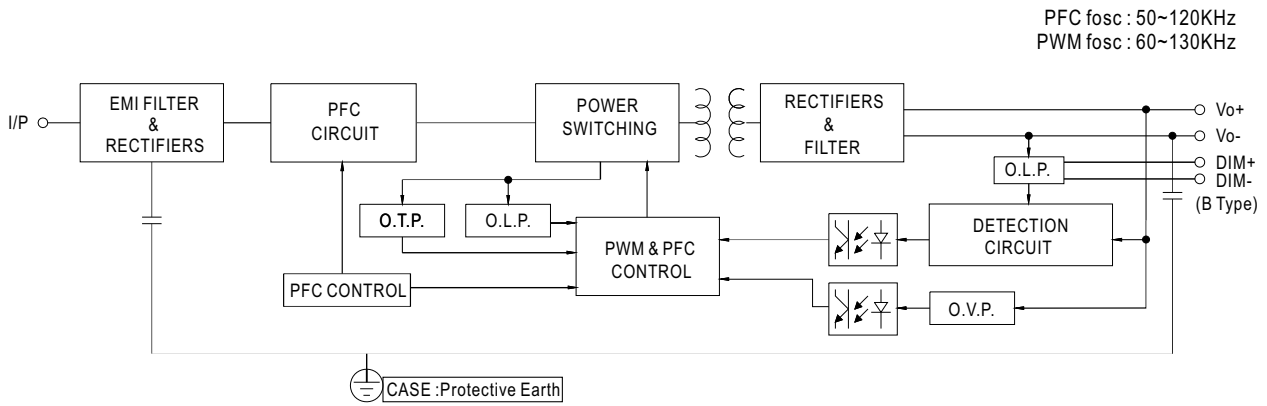 PFC fosc : 50~120KHz
PWM fosc : 60~130KHz
I/P
EMI FILTER
&
RECTIFIERS
PFC
CIRCUIT
POWER
SWITCHING
RECTIFIERS
&
FILTER
Vo+
Vo-
DIM+
DIM-
(B Type)
O.L.P.
O.T.P.
O.L.P.
PWM & PFC
CONTROL
DETECTION
CIRCUIT
PFC CONTROL
O.V.P.
CASE :Protective Earth